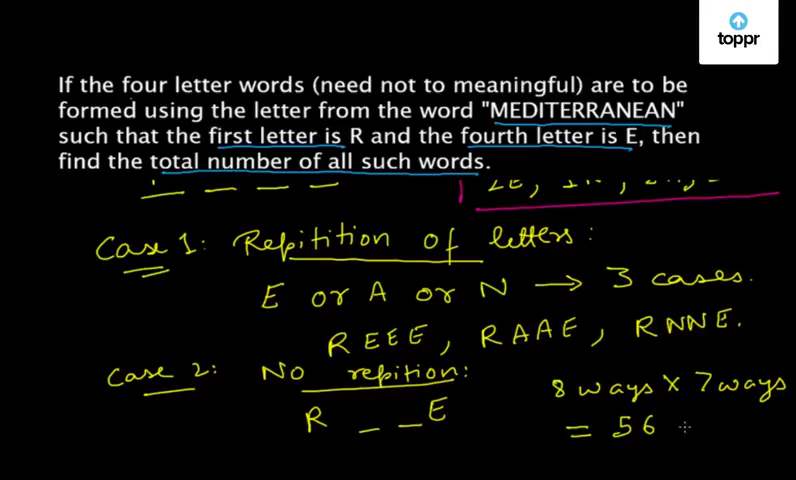 toppr
If the four letter words (need not to meaningful) are to be
formed using the letter from the word "MEDITERRANEAN"
such that the first letter is R and the fourth letter is E, then
find the total number of all such words.
Case 1: Repitition of letters:
E or A or N → 3 cases.
REEE, RAAE, RNNE.
Case 2: No repition:
8 ways × 7 ways
R _ _ E
= 56